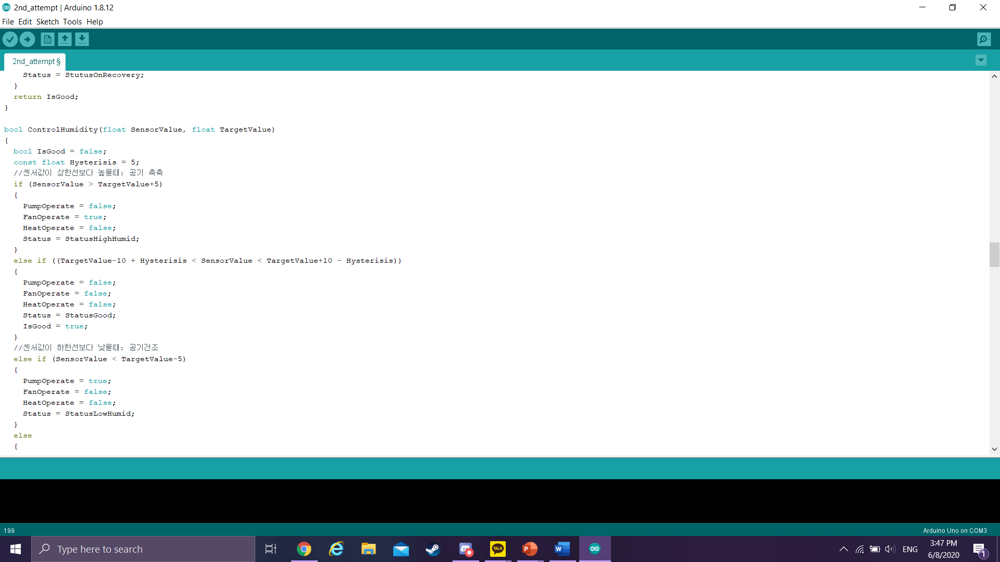 2nd_attempt | Arduino 1.8.12
File Edit Sketch Tools Help
2nd_attempt §
Status = StutusOnRecovery;
}
return IsGood;
}
bool ControlHumidity(float SensorValue, float TargetValue)
{
bool IsGood = false;
const float Hysterisis = 5;
//센서값이 상한선보다 높을때: 공기 축축
if (SensorValue > TargetValue+5)
{
PumpOperate = false;
FanOperate = true;
HeatOperate = false;
Status = StatusHighHumid;
}
else if ((TargetValue-10 + Hysterisis < SensorValue < TargetValue+10 - Hysterisis))
{
PumpOperate = false;
FanOperate = false;
HeatOperate = false;
Status = StatusGood;
IsGood = true;
}
//센서값이 하한선보다 낮을때: 공기건조
else if (SensorValue < TargetValue-5)
{
PumpOperate = true;
FanOperate = false;
HeatOperate = false;
Status = StatusLowHumid;
}
else
{
199
Arduino Uno on COM3
Type here to search
TALK
ENG
3:47 PM
6/8/2020
1